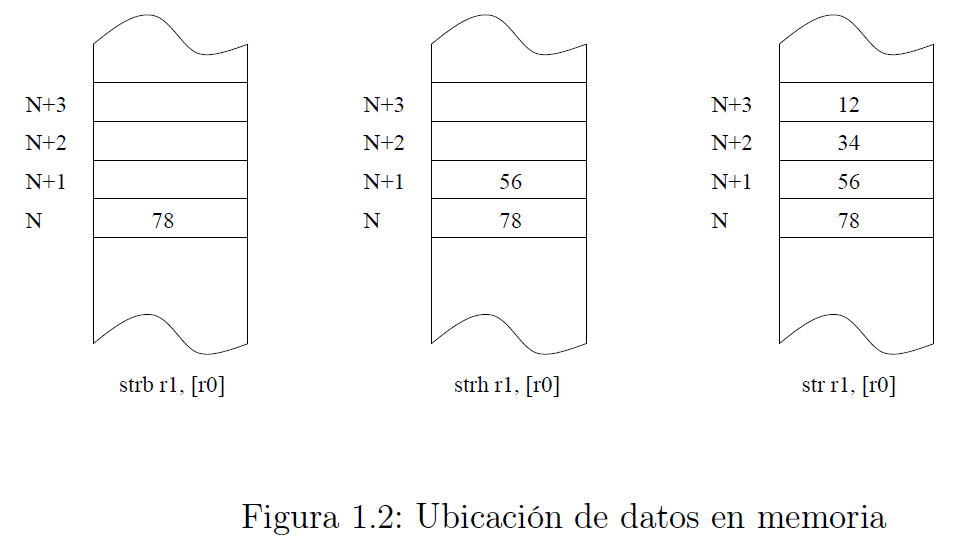 N+3
N+2
N+1
N 78
strb r1, [r0]
N+3
N+2
N+1 56
N 78
strh r1, [r0]
N+3 12
N+2 34
N+1 56
N 78
str r1, [r0]
Figura 1.2: Ubicación de datos en memoria